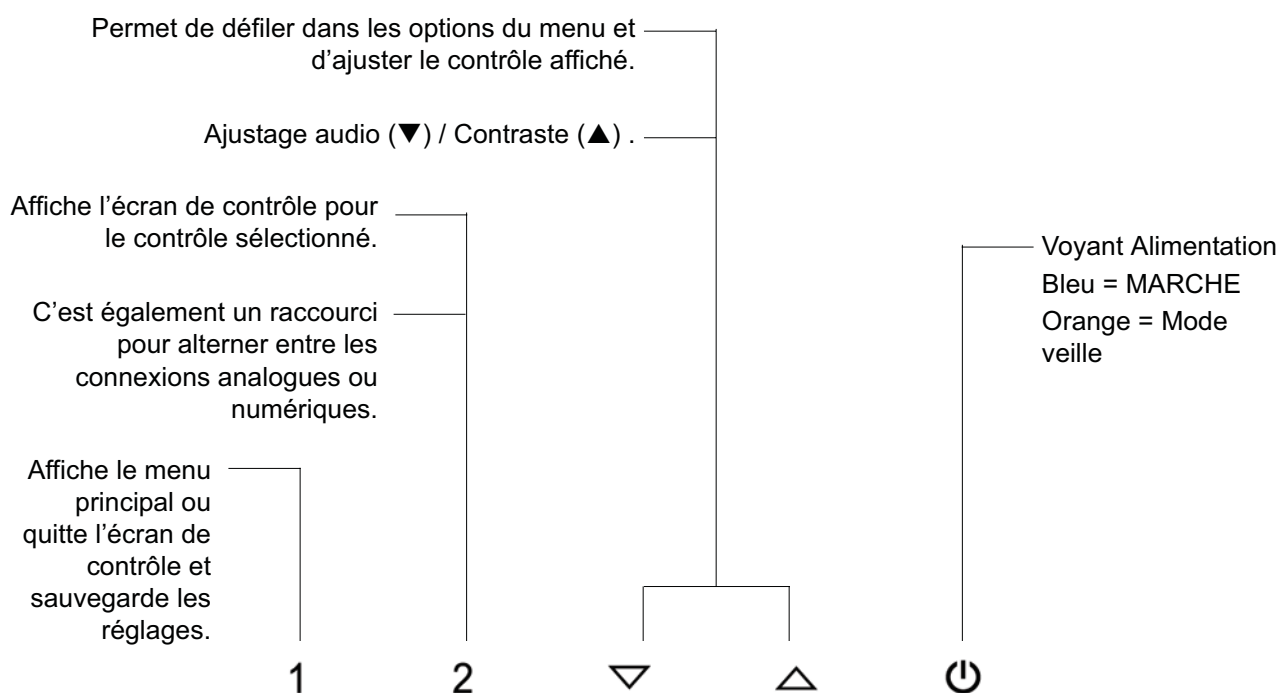 Permet de défiler dans les options du menu et
d'ajuster le contrôle affiché.
Ajustage audio (▼) / Contraste (▲) .
Affiche l'écran de contrôle pour
le contrôle sélectionné.
C'est également un raccourci
pour alterner entre les
connexions analogues ou
numériques.
Affiche le menu
principal ou
quitte l'écran de
contrôle et
sauvegarde les
réglages.
Voyant Alimentation
Bleu = MARCHE
Orange = Mode
veille
1 2 ▽ △ ⏻